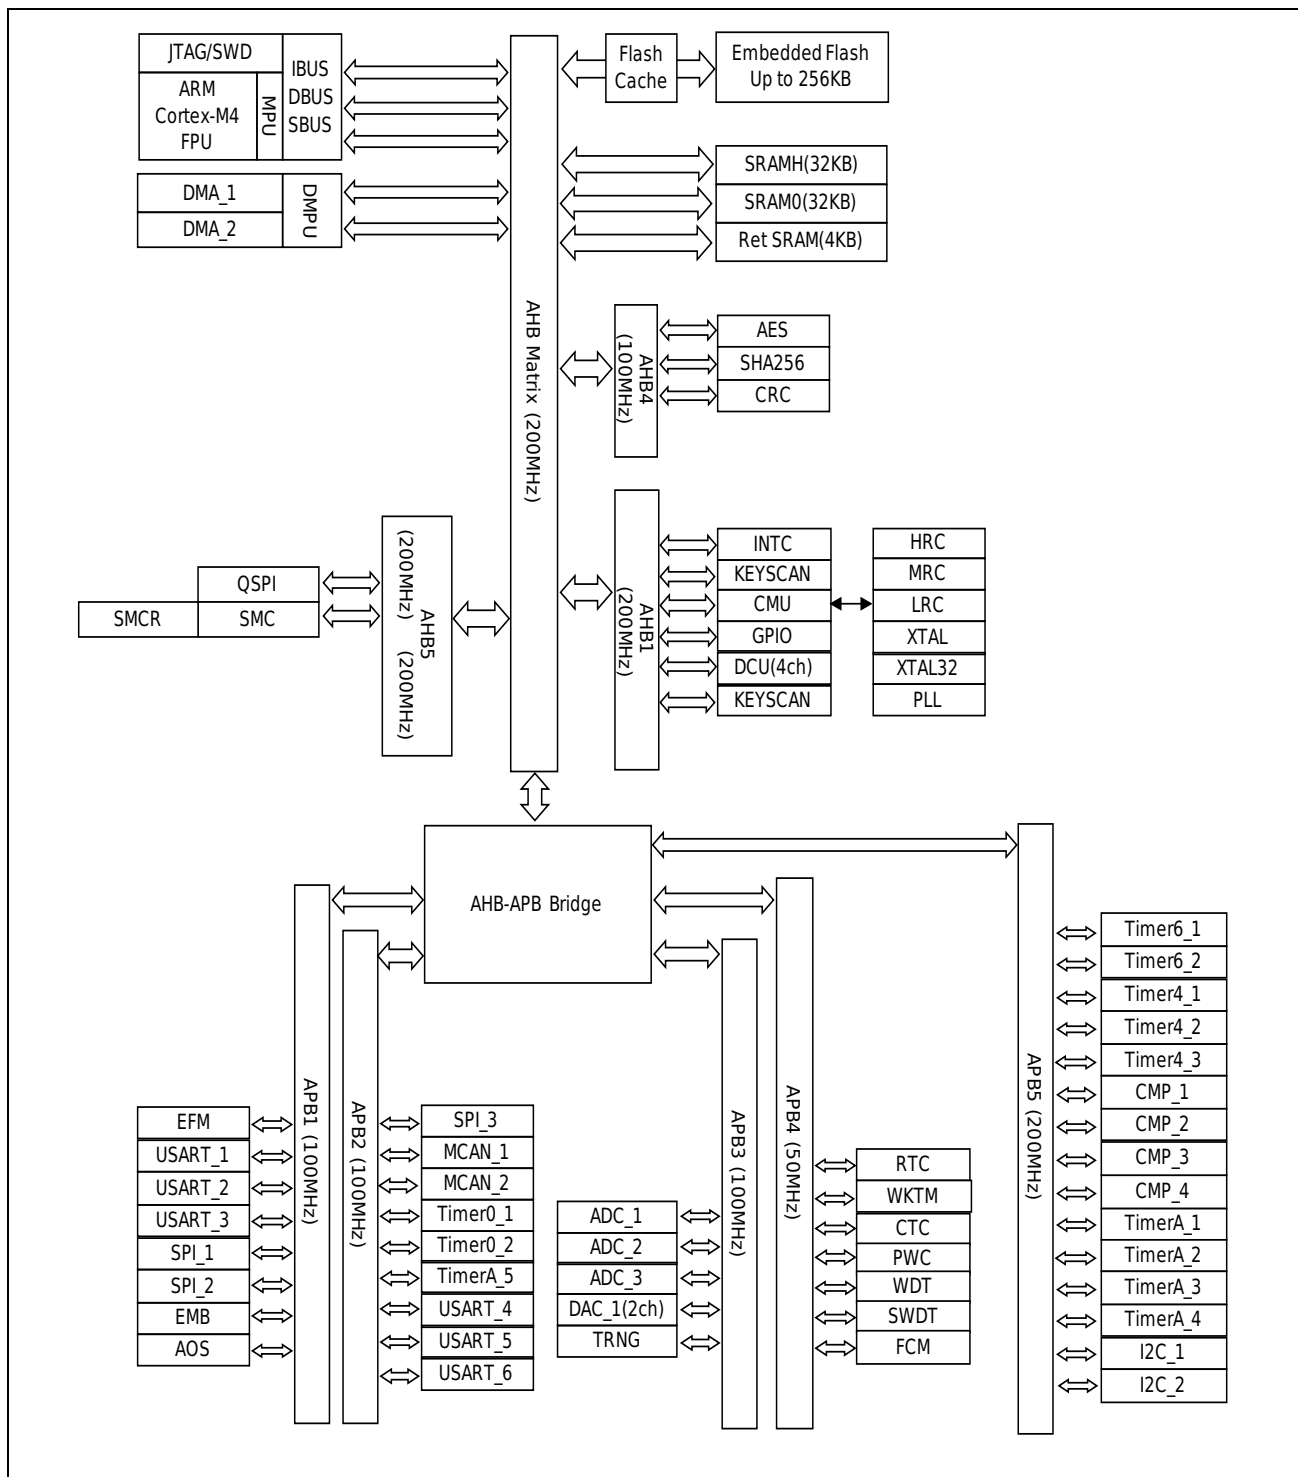 JTAG/SWD
ARM
Cortex-M4
FPU
MPU
IBUS
DBUS
SBUS
DMA_1
DMA_2
DMPU
AHB Matrix (200MHz)
Flash
Cache
Embedded Flash
Up to 256KB
SRAMH(32KB)
SRAM0(32KB)
Ret SRAM(4KB)
AHB4
(100MHz)
AES
SHA256
CRC
AHB1
(200MHz)
INTC
KEYSCAN
CMU
GPIO
DCU(4ch)
KEYSCAN
HRC
MRC
LRC
XTAL
XTAL32
PLL
QSPI
SMCR
SMC
AHB5
(200MHz)
(200MHz)
AHB-APB Bridge
APB1 (100MHz)
EFM
USART_1
USART_2
USART_3
SPI_1
SPI_2
EMB
AOS
APB2 (100MHz)
SPI_3
MCAN_1
MCAN_2
Timer0_1
Timer0_2
TimerA_5
USART_4
USART_5
USART_6
APB3 (100MHz)
ADC_1
ADC_2
ADC_3
DAC_1(2ch)
TRNG
APB4 (50MHz)
RTC
WKTM
CTC
PWC
WDT
SWDT
FCM
APB5 (200MHz)
Timer6_1
Timer6_2
Timer4_1
Timer4_2
Timer4_3
CMP_1
CMP_2
CMP_3
CMP_4
TimerA_1
TimerA_2
TimerA_3
TimerA_4
I2C_1
I2C_2